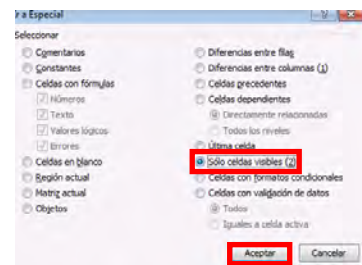 r a Especial
Seleccionar
Comentarios
Constantes
Celdas con fórmulas
Números
Texto
Valores lógicos
Errores
Celdas en blanco
Región actual
Matriz actual
Objetos
Diferencias entre filas
Diferencias entre columnas (1)
Celdas precedentes
Celdas dependientes
Directamente relacionadas
Todos los niveles
Última celda
Sólo celdas visibles (2)
Celdas con formatos condicionales
Celdas con validación de datos
Todos
Iguales a celda activa
Aceptar
Cancelar